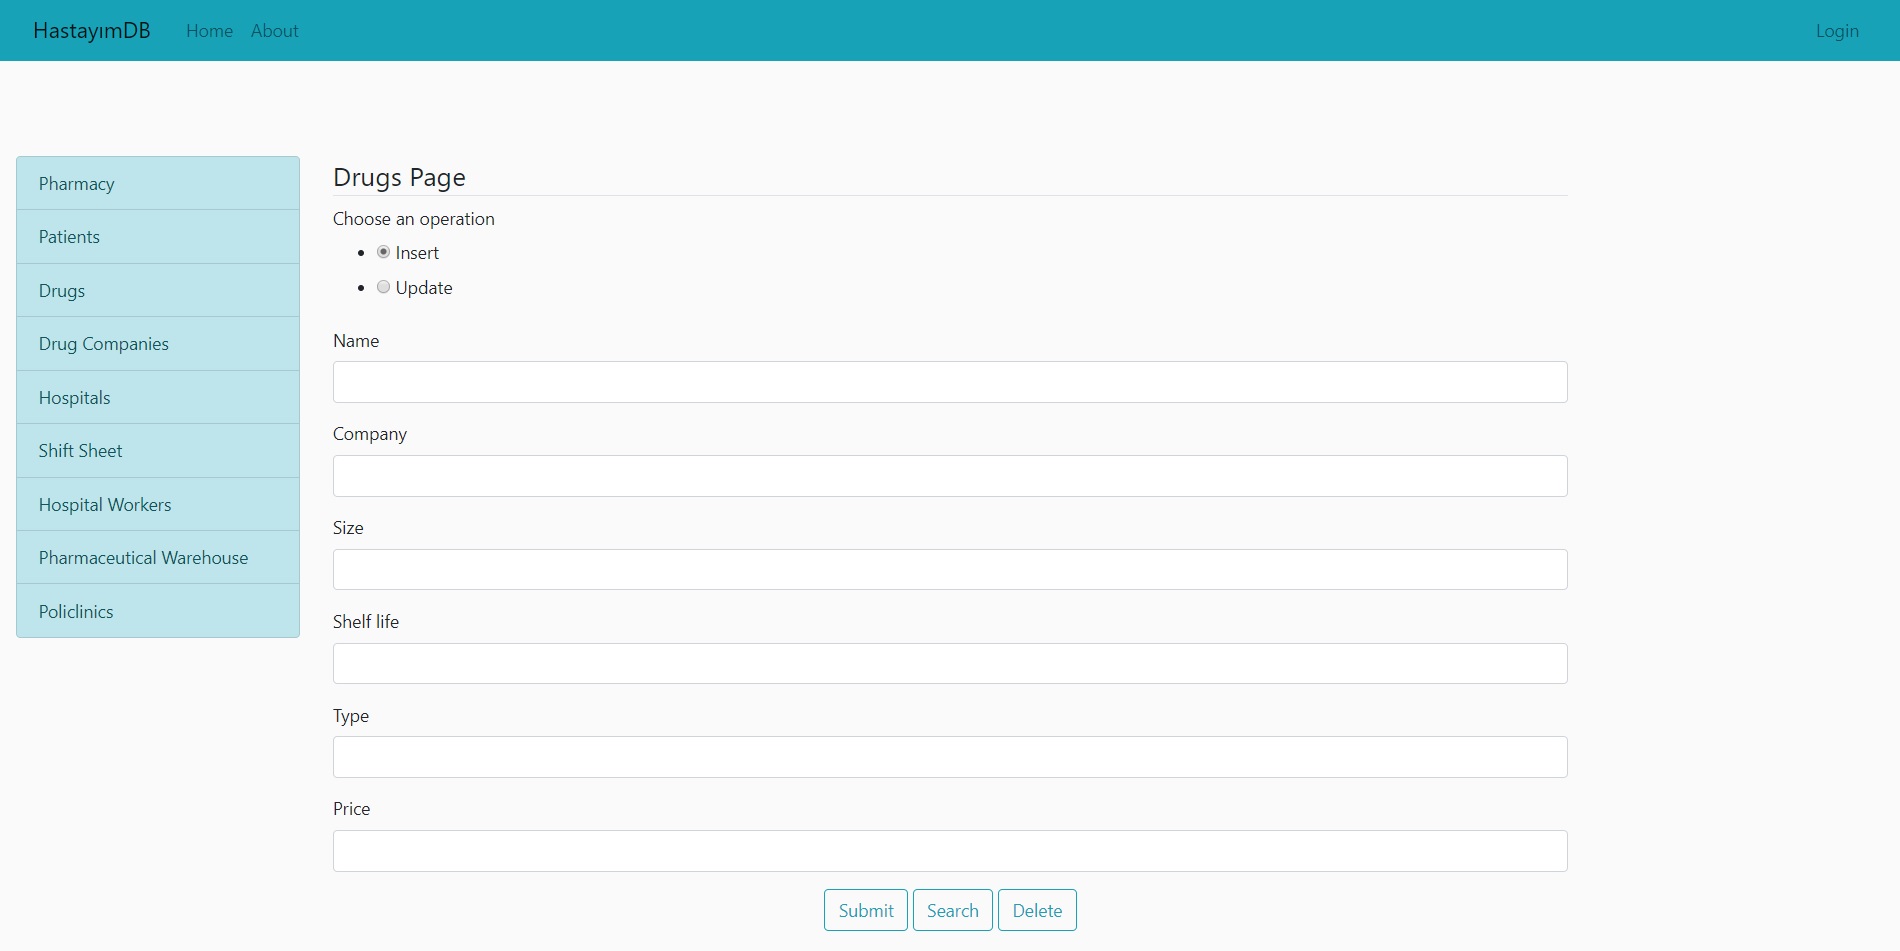 HastayımDB Home About Login
Pharmacy
Patients
Drugs
Drug Companies
Hospitals
Shift Sheet
Hospital Workers
Pharmaceutical Warehouse
Policlinics
Drugs Page
Choose an operation
Insert
Update
Name
Company
Size
Shelf life
Type
Price
Submit Search Delete